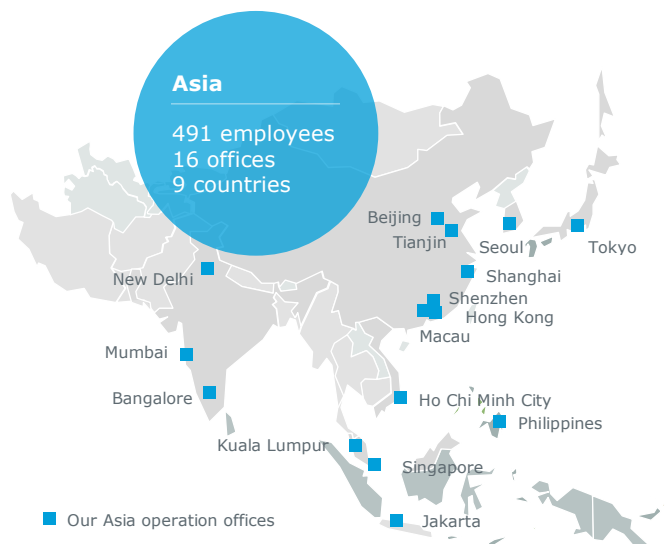 Asia
491 employees
16 offices
9 countries
Beijing
Tianjin
Seoul
Tokyo
New Delhi
Shanghai
Shenzhen
Hong Kong
Macau
Mumbai
Bangalore
Ho Chi Minh City
Philippines
Kuala Lumpur
Singapore
Our Asia operation offices
Jakarta